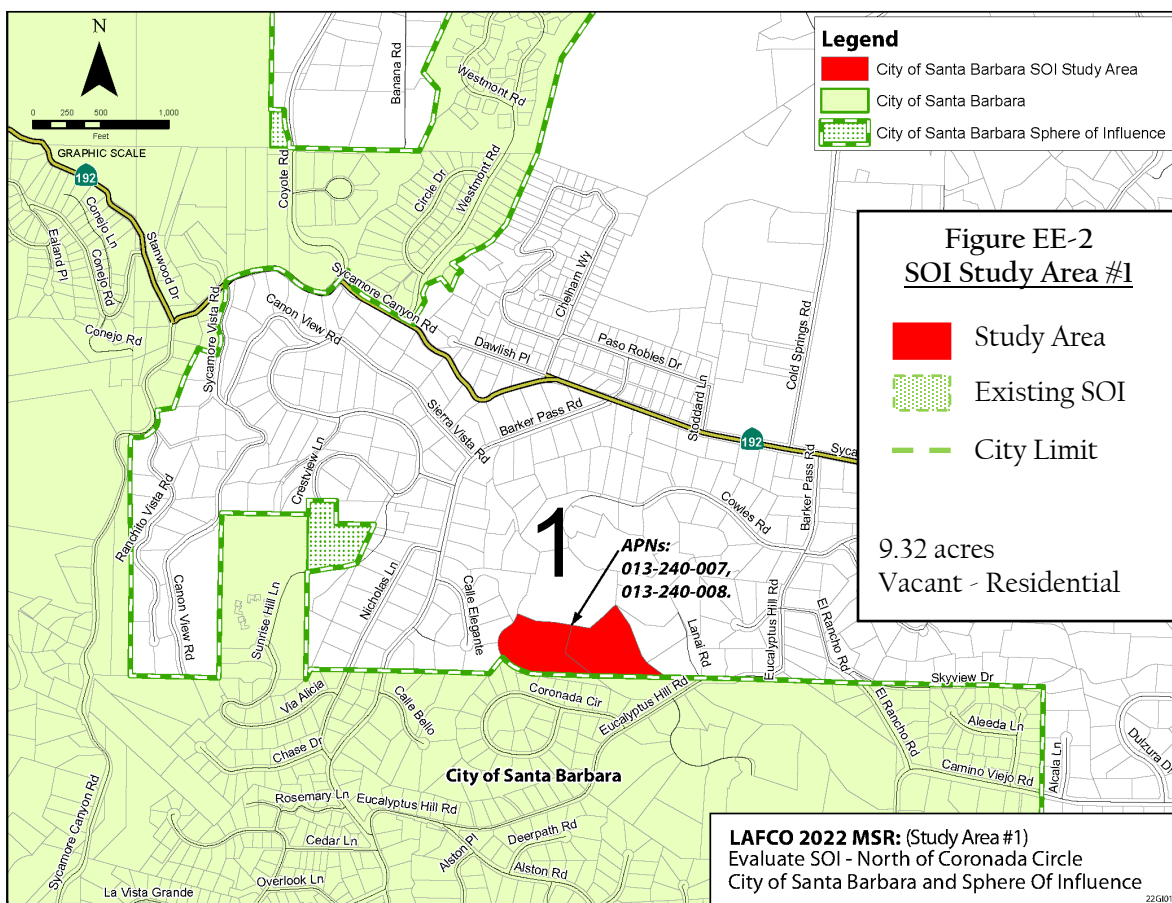 N
0 250 500 1,000
Feet
GRAPHIC SCALE
192
Legend
City of Santa Barbara SOI Study Area
City of Santa Barbara
City of Santa Barbara Sphere of Influence
Figure EE-2
SOI Study Area #1
Study Area
Existing SOI
City Limit
9.32 acres
Vacant - Residential
Banana Rd
Westmont Rd
Coyote Rd
Circle Dr
Westmont Rd
Conejo Ln
Ealand Pl
Conejo Rd
Stanwood Dr
Conejo Rd
Sycamore Vista Rd
Sycamore Canyon Rd
Canon View Rd
Chelham Wy
Dawlish Pl
Paso Robles Dr
Cold Springs Rd
Stoddard Ln
Sierra Vista Rd
Barker Pass Rd
192
Syca
Crestview Ln
Barker Pass Rd
Ranchito Vista Rd
Cowles Rd
1
APNs:
013-240-007,
013-240-008.
Nicholas Ln
Calle Elegante
Canon View Rd
Sunrise Hill Ln
Lanai Rd
Eucalyptus Hill Rd
El Rancho Rd
Skyview Dr
Via Alicia
Calle Bello
Coronada Cir
Eucalyptus Hill Rd
El Rancho Rd
Aleeda Ln
Chase Dr
Alcala Ln
Dulzura Dr
City of Santa Barbara
Camino Viejo Rd
Sycamore Canyon Rd
Rosemary Ln
Eucalyptus Hill Rd
Cedar Ln
Alston Pl
Deerpath Rd
Alston Rd
Overlook Ln
La Vista Grande
LAFCO 2022 MSR: (Study Area #1)
Evaluate SOI - North of Coronada Circle
City of Santa Barbara and Sphere Of Influence
22GI01